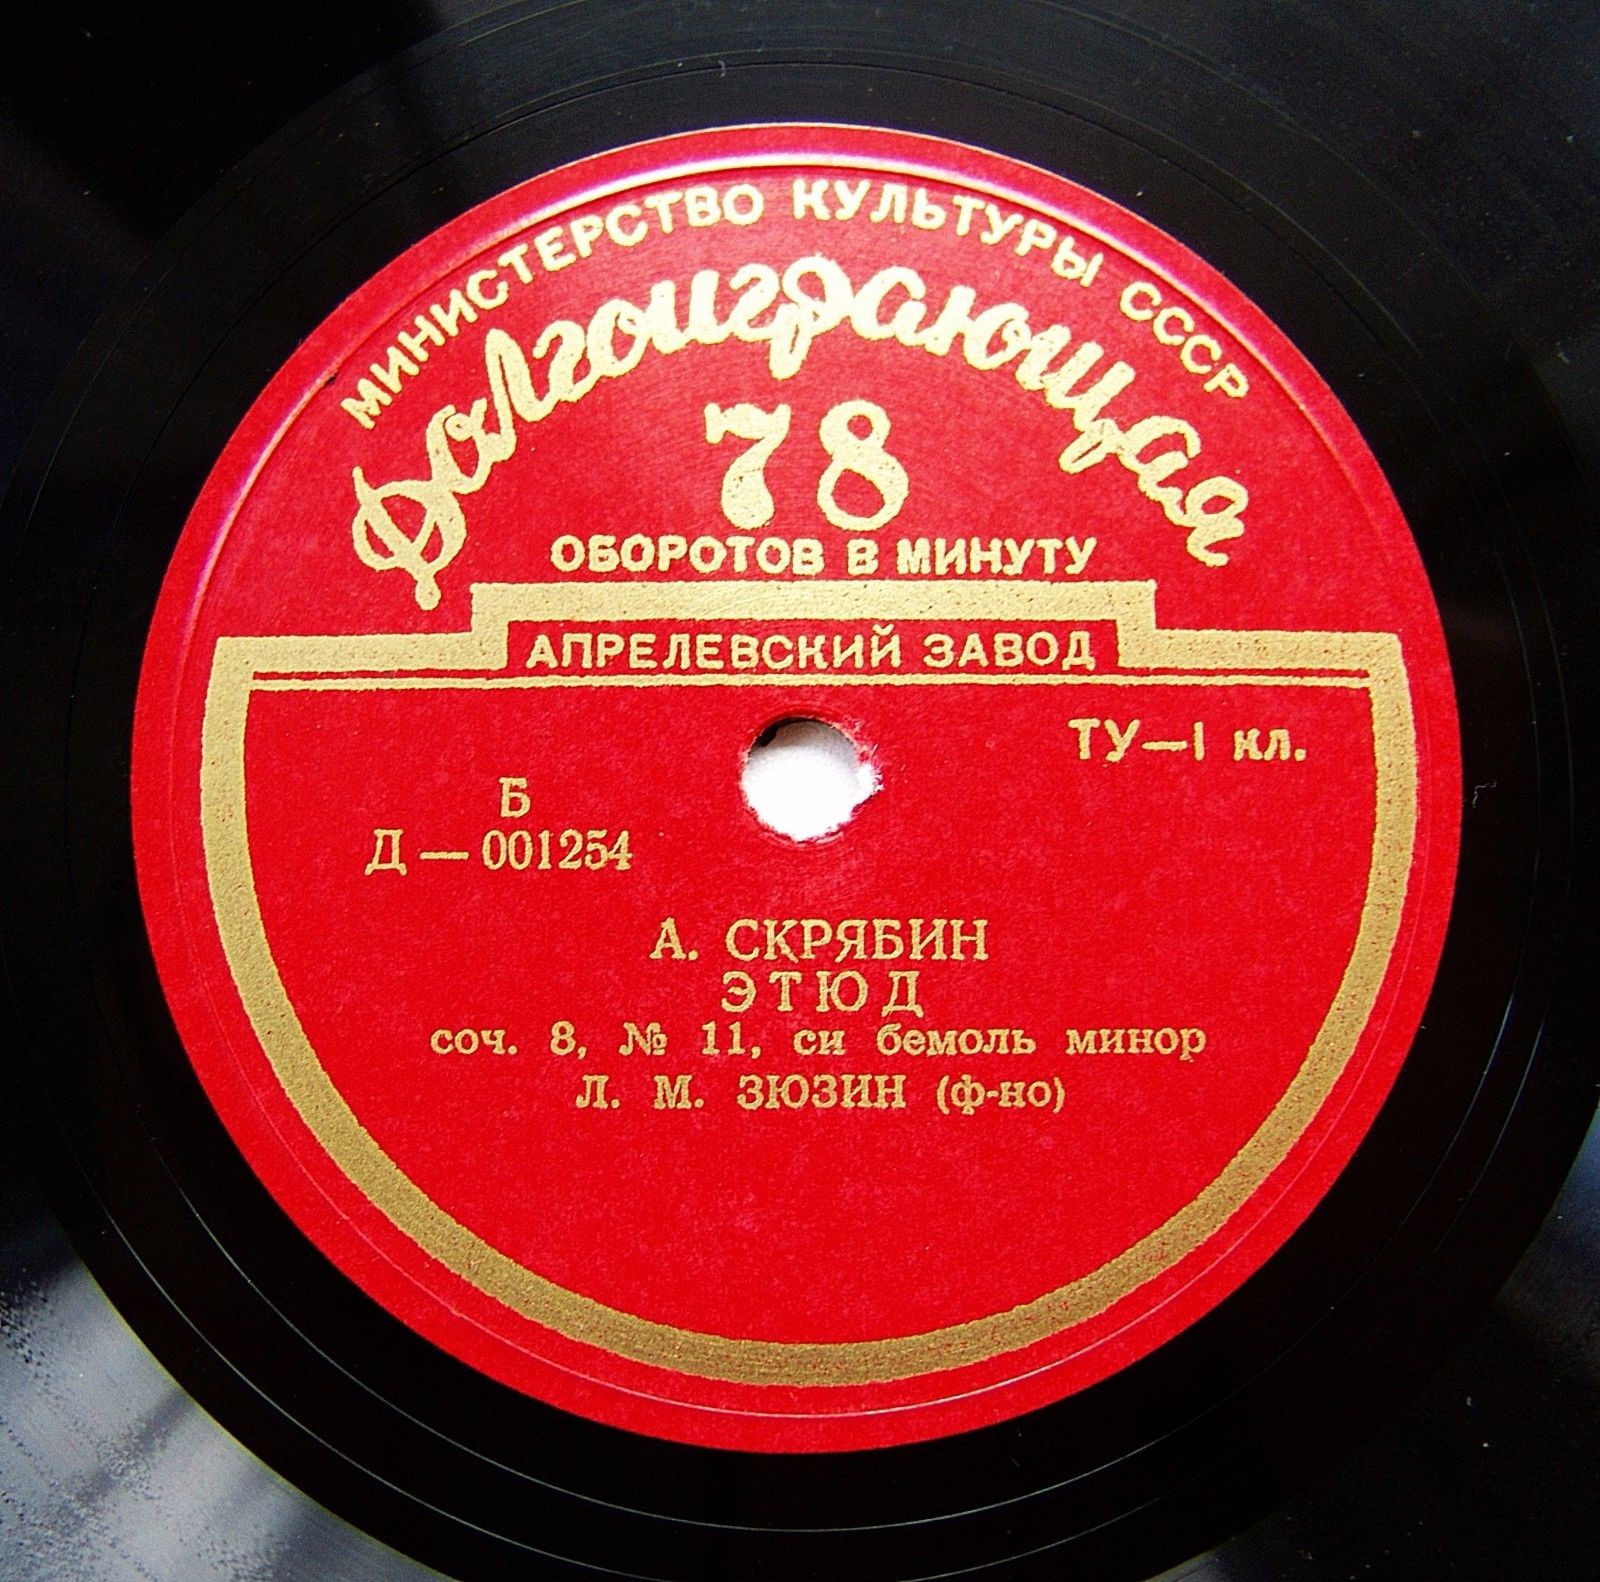 МИНИСТЕРСТВО КУЛЬТУРЫ СССР
Долгоиграющая
78
ОБОРОТОВ В МИНУТУ
АПРЕЛЕВСКИЙ ЗАВОД
ТУ—I кл.
Б
Д — 001254
А. СКРЯБИН
ЭТЮД
соч. 8, № 11, си бемоль минор
Л. М. ЗЮЗИН (ф-но)